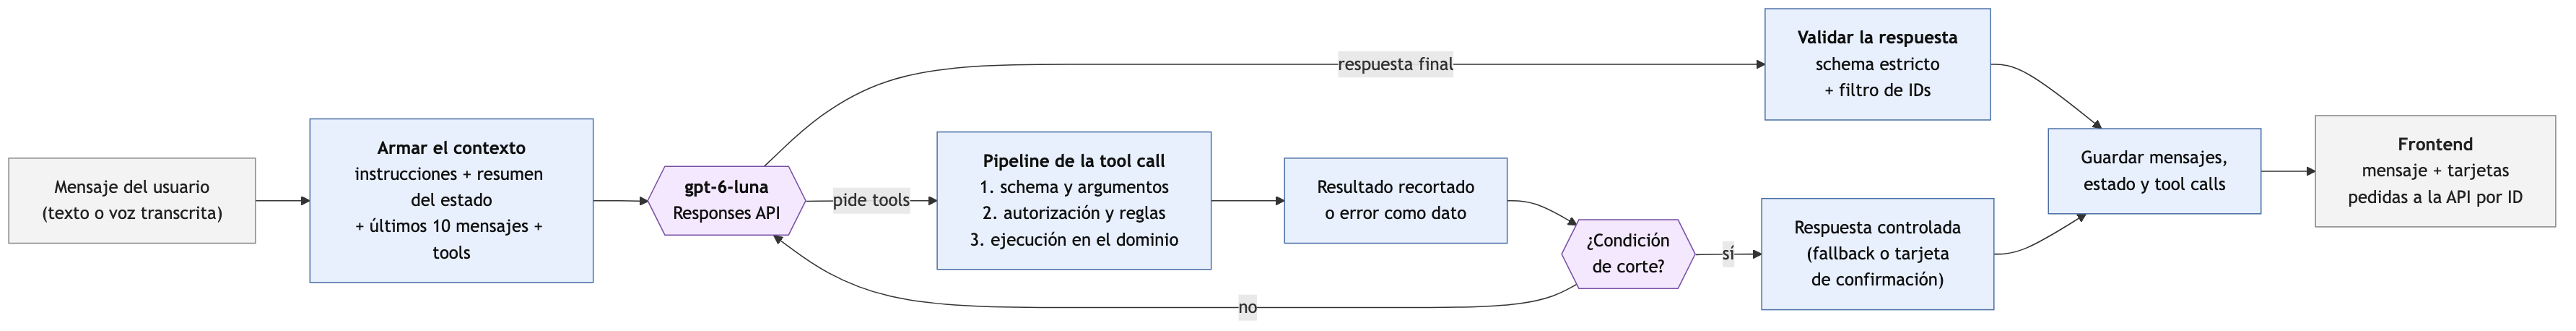 Mensaje del usuario
(texto o voz transcrita)
Armar el contexto
instrucciones + resumen
del estado
+ últimos 10 mensajes +
tools
gpt-6-luna
Responses API
respuesta final
pide tools
Pipeline de la tool call
1. schema y argumentos
2. autorización y reglas
3. ejecución en el dominio
Resultado recortado
o error como dato
¿Condición
de corte?
no
sí
Validar la respuesta
schema estricto
+ filtro de IDs
Respuesta controlada
(fallback o tarjeta
de confirmación)
Guardar mensajes,
estado y tool calls
Frontend
mensaje + tarjetas
pedidas a la API por ID